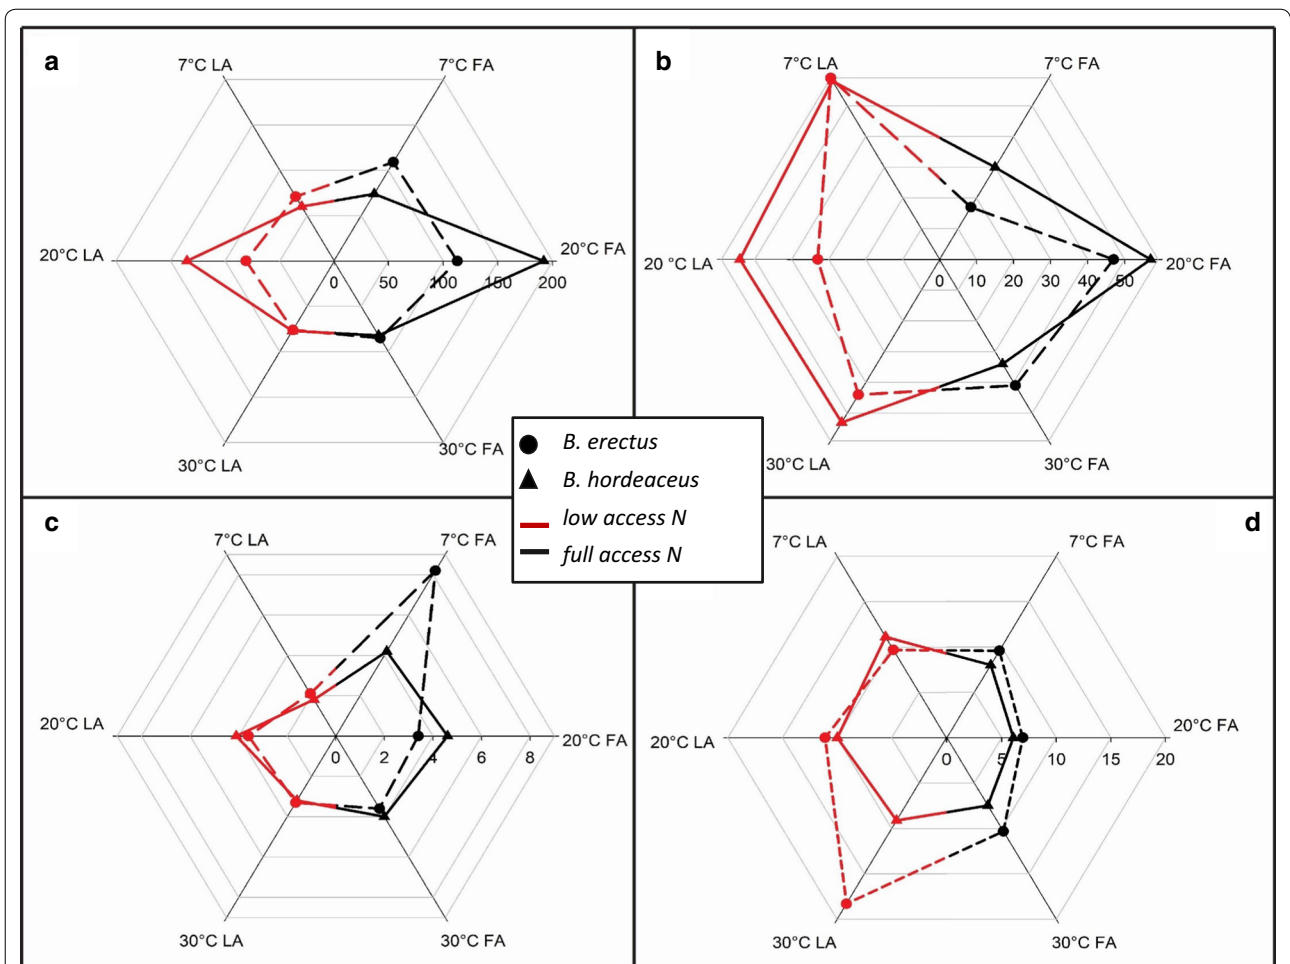 a
7°C LA
7°C FA
20°C LA
20°C FA
0 50 100 150 200
30°C LA
30°C FA
b
7°C LA
7°C FA
20 °C LA
20°C FA
0 10 20 30 40 50
30°C LA
30°C FA
B. erectus
B. hordeaceus
low access N
full access N
c
7°C LA
7°C FA
20°C LA
20°C FA
0 2 4 6 8
30°C LA
30°C FA
d
7°C LA
7°C FA
20°C LA
20°C FA
0 5 10 15 20
30°C LA
30°C FA